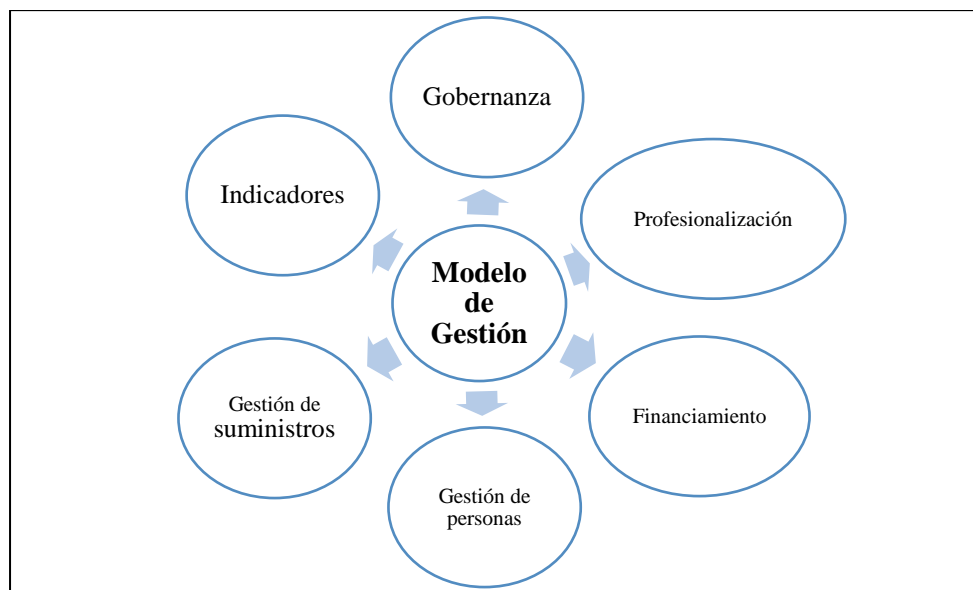 Gobernanza
Indicadores
Profesionalización
Modelo
de
Gestión
Gestión de
suministros
Financiamiento
Gestión de
personas